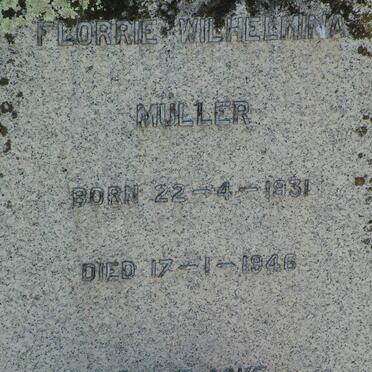 FLORRIE WILHELMINA
MULLER
BORN 22-4-1931
DIED 17-1-1946